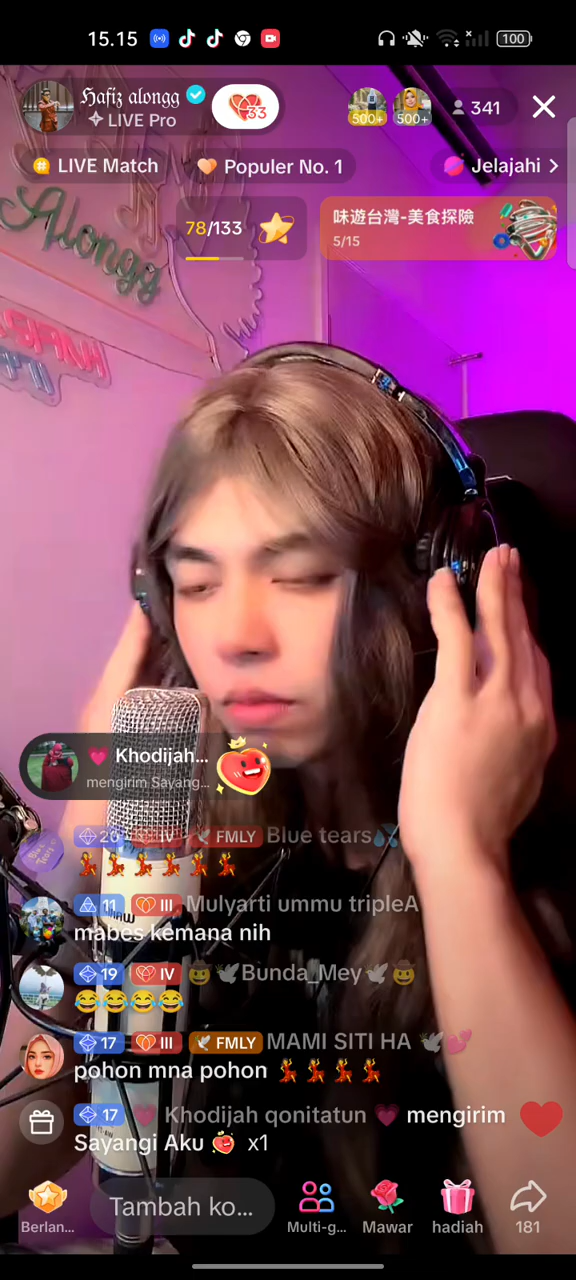 15.15
100
Hafiz alongg
LIVE Pro
33
500+
500+
341
LIVE Match
Populer No. 1
Jelajahi >
Alongg
78/133
味遊台灣-美食探險
5/15
Khodijah...
mengirim Sayang...
20 IV FMLY Blue tears💦
💃💃💃💃💃💃
11 III Mulyarti ummu tripleA
mabes kemana nih
19 IV 🤠🕊️Bunda_Mey🕊️🤠
😂😂😂😂
17 III FMLY MAMI SITI HA 🕊️💕
pohon mna pohon 💃💃💃💃
17 💗 Khodijah qonitatun 💗 mengirim
Sayangi Aku x1
Berlan...
Tambah ko...
Multi-g...
Mawar
hadiah
181